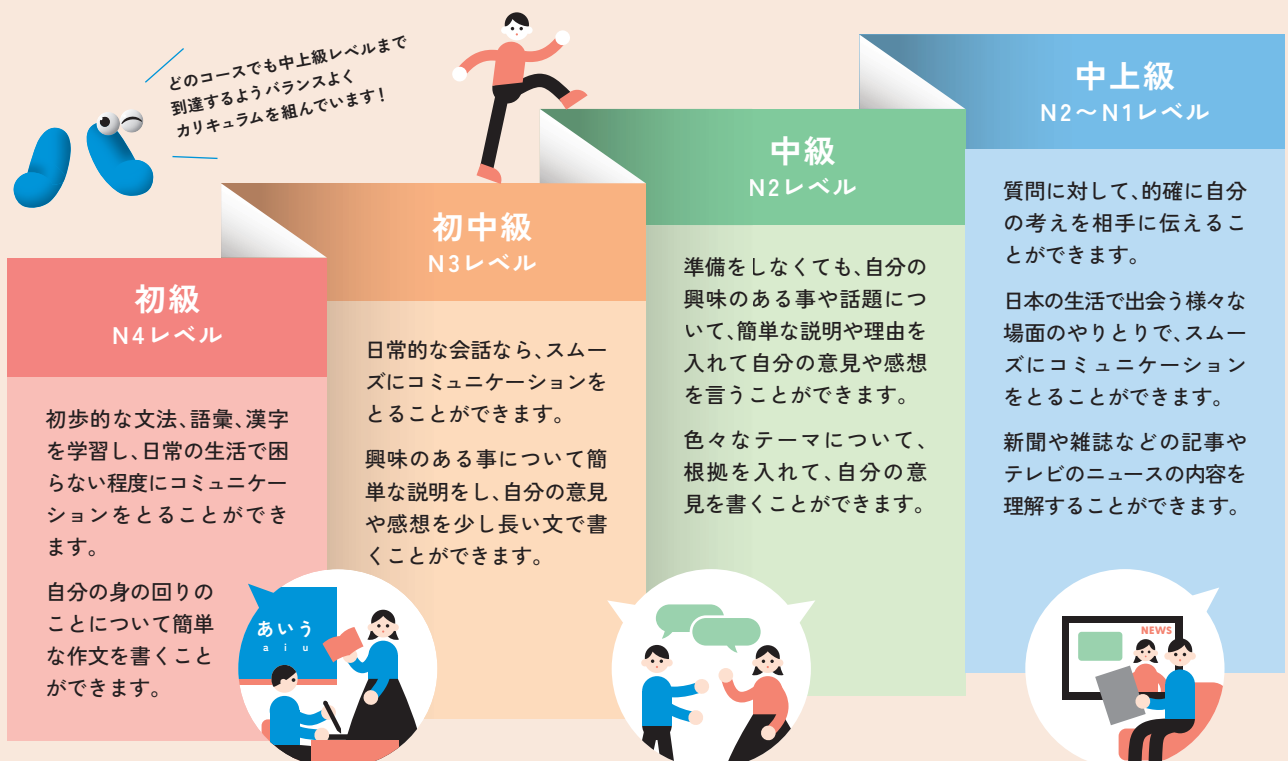 どのコースでも中上級レベルまで
到達するようバランスよく
カリキュラムを組んでいます!
初級
N4レベル
初歩的な文法、語彙、漢字
を学習し、日常の生活で困
らない程度にコミュニケー
ションをとることができ
ます。
自分の身の回りの
ことについて簡単
な作文を書くこと
ができます。
あいう
a i u
初中級
N3レベル
日常的な会話なら、スムー
ズにコミュニケーションを
とることができます。
興味のある事について簡
単な説明をし、自分の意見
や感想を少し長い文で書
くことができます。
中級
N2レベル
準備をしなくても、自分の
興味のある事や話題につ
いて、簡単な説明や理由を
入れて自分の意見や感想
を言うことができます。
色々なテーマについて、
根拠を入れて、自分の意
見を書くことができます。
中上級
N2〜N1レベル
質問に対して、的確に自分
の考えを相手に伝えるこ
とができます。
日本の生活で出会う様々な
場面のやりとりで、スムー
ズにコミュニケーション
をとることができます。
新聞や雑誌などの記事や
テレビのニュースの内容を
理解することができます。
NEWS